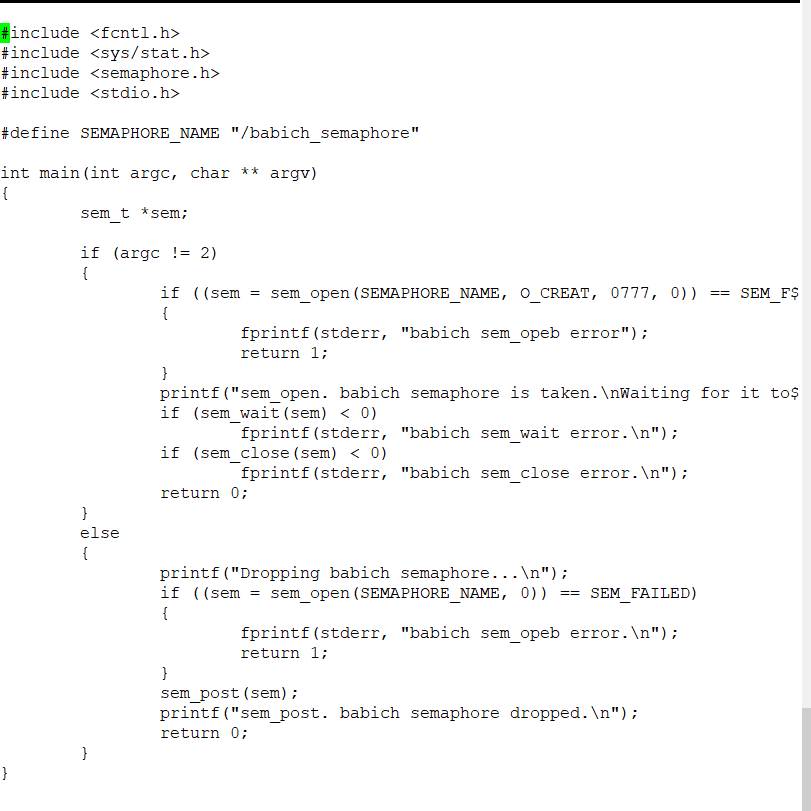 #include <fcntl.h>
#include <sys/stat.h>
#include <semaphore.h>
#include <stdio.h>

#define SEMAPHORE_NAME "/babich_semaphore"

int main(int argc, char ** argv)
{
        sem_t *sem;

        if (argc != 2)
        {
                if ((sem = sem_open(SEMAPHORE_NAME, O_CREAT, 0777, 0)) == SEM_F$
                {
                        fprintf(stderr, "babich sem_opeb error");
                        return 1;
                }
                printf("sem_open. babich semaphore is taken.\nWaiting for it to$
                if (sem_wait(sem) < 0)
                        fprintf(stderr, "babich sem_wait error.\n");
                if (sem_close(sem) < 0)
                        fprintf(stderr, "babich sem_close error.\n");
                return 0;
        }
        else
        {
                printf("Dropping babich semaphore...\n");
                if ((sem = sem_open(SEMAPHORE_NAME, 0)) == SEM_FAILED)
                {
                        fprintf(stderr, "babich sem_opeb error.\n");
                        return 1;
                }
                sem_post(sem);
                printf("sem_post. babich semaphore dropped.\n");
                return 0;
        }
}